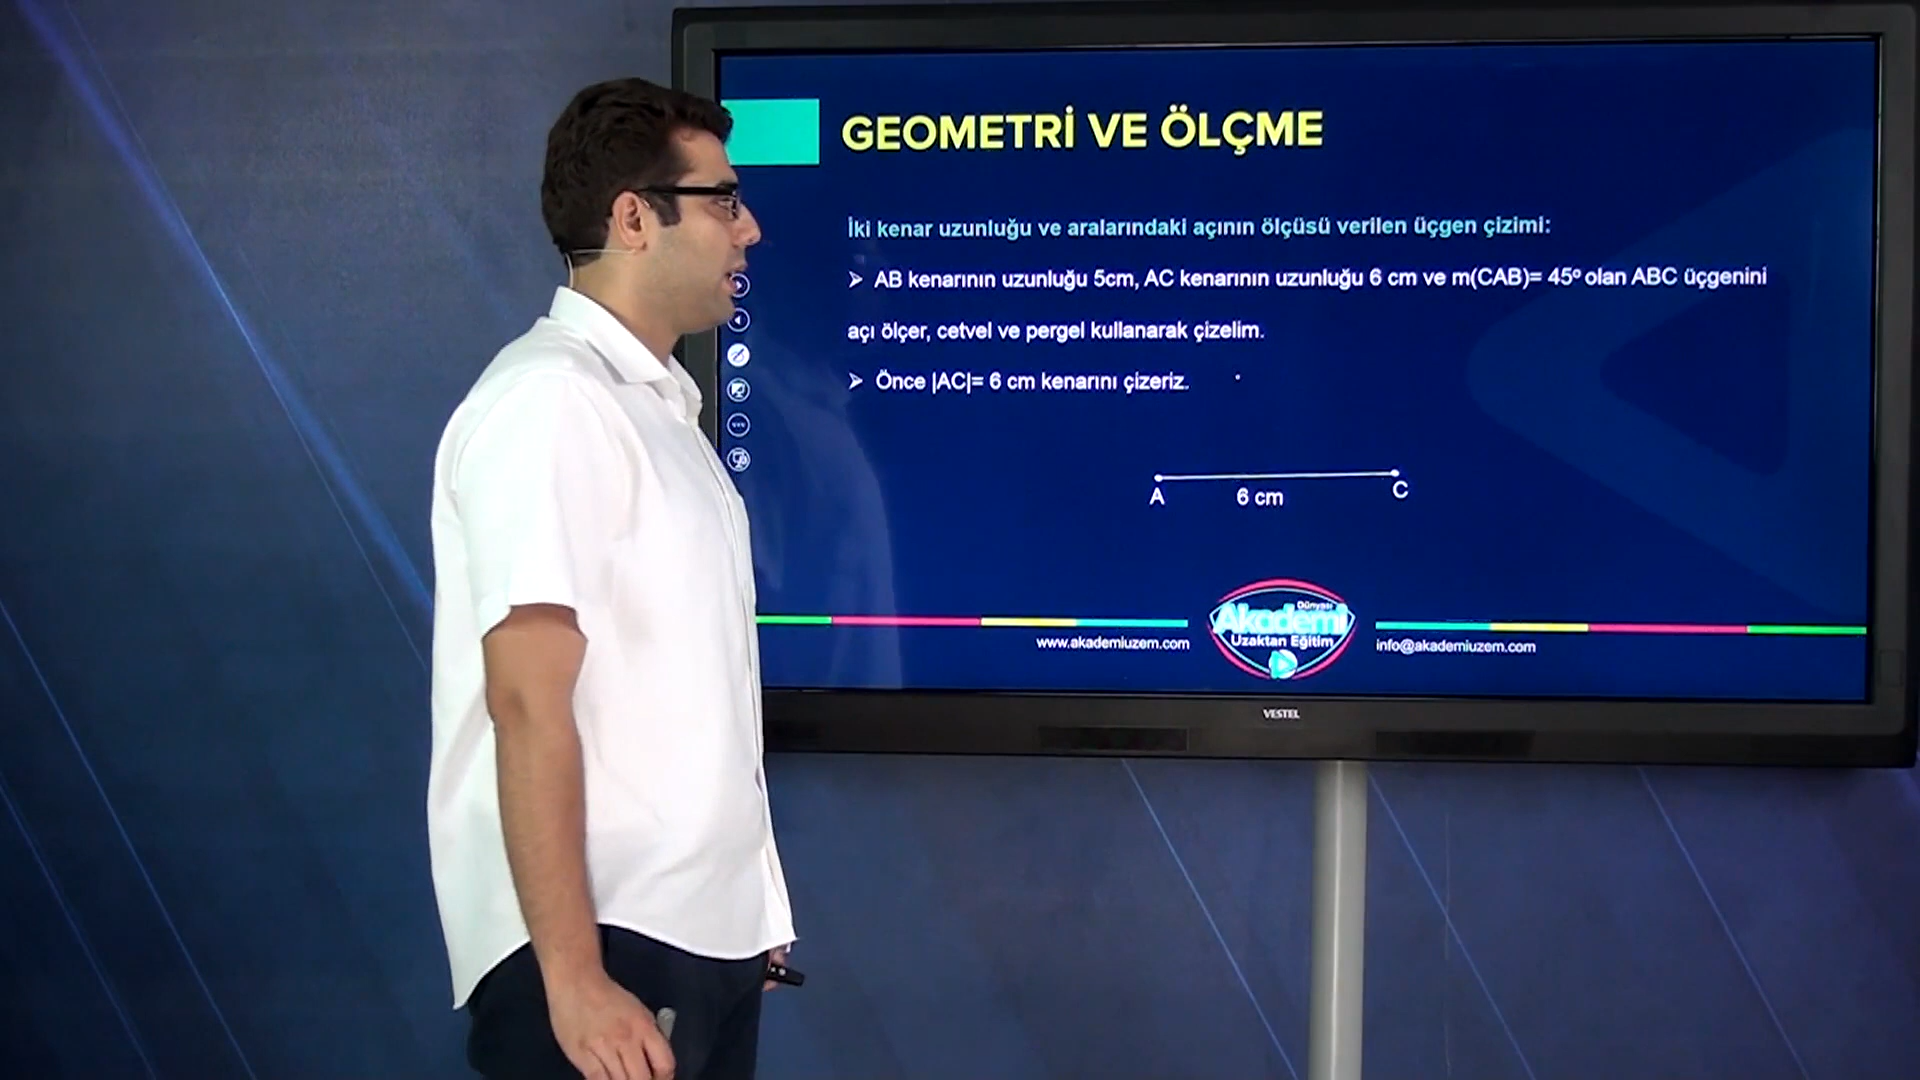 GEOMETRİ VE ÖLÇME
İki kenar uzunluğu ve aralarındaki açının ölçüsü verilen üçgen çizimi:
➢ AB kenarının uzunluğu 5cm, AC kenarının uzunluğu 6 cm ve m(CAB)= 45º olan ABC üçgenini
açı ölçer, cetvel ve pergel kullanarak çizelim.
➢ Önce |AC|= 6 cm kenarını çizeriz.
A 6 cm C
Dünyası
Akademi
Uzaktan Eğitim
www.akademiuzem.com
info@akademiuzem.com
VESTEL